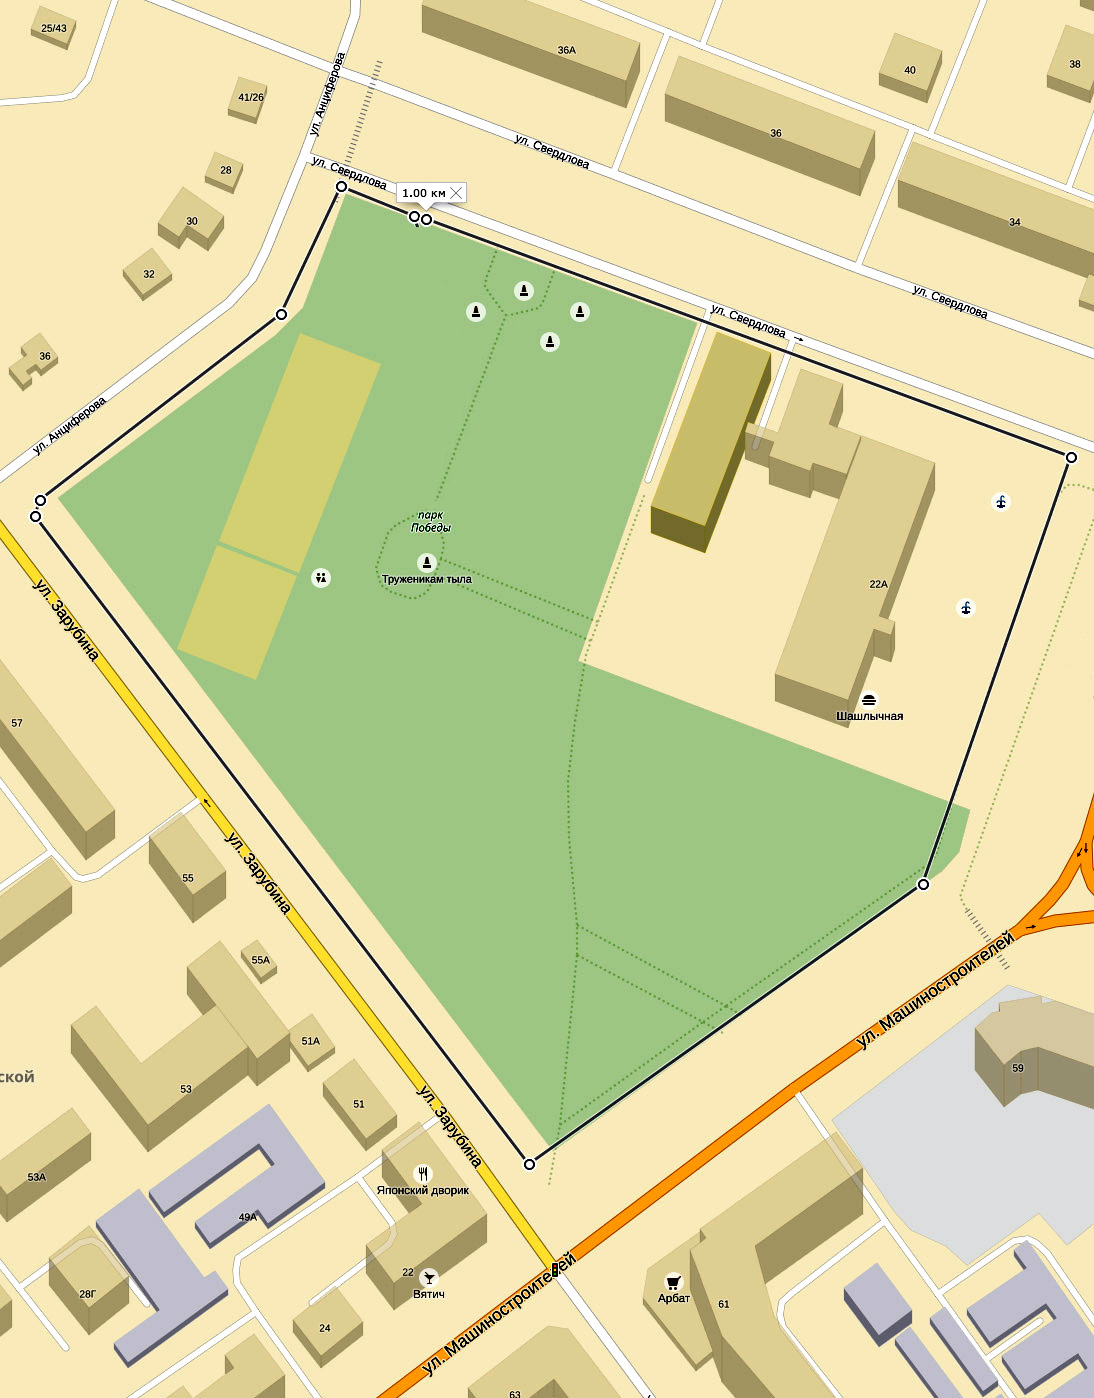 25/43
36А
40
38
ул. Анциферова
41/26
36
ул. Свердлова
ул. Свердлова
28
1.00 км
30
34
32
ул. Свердлова
ул. Свердлова
36
ул. Анциферова
парк
Победы
Труженикам тыла
22А
ул. Зарубина
Шашлычная
57
ул. Зарубина
55
55А
ул. Машиностроителей
51А
59
ской
53
51
ул. Зарубина
53А
Японский дворик
49А
22
Вятич
28Г
Арбат
61
24
ул. Машиностроителей
63